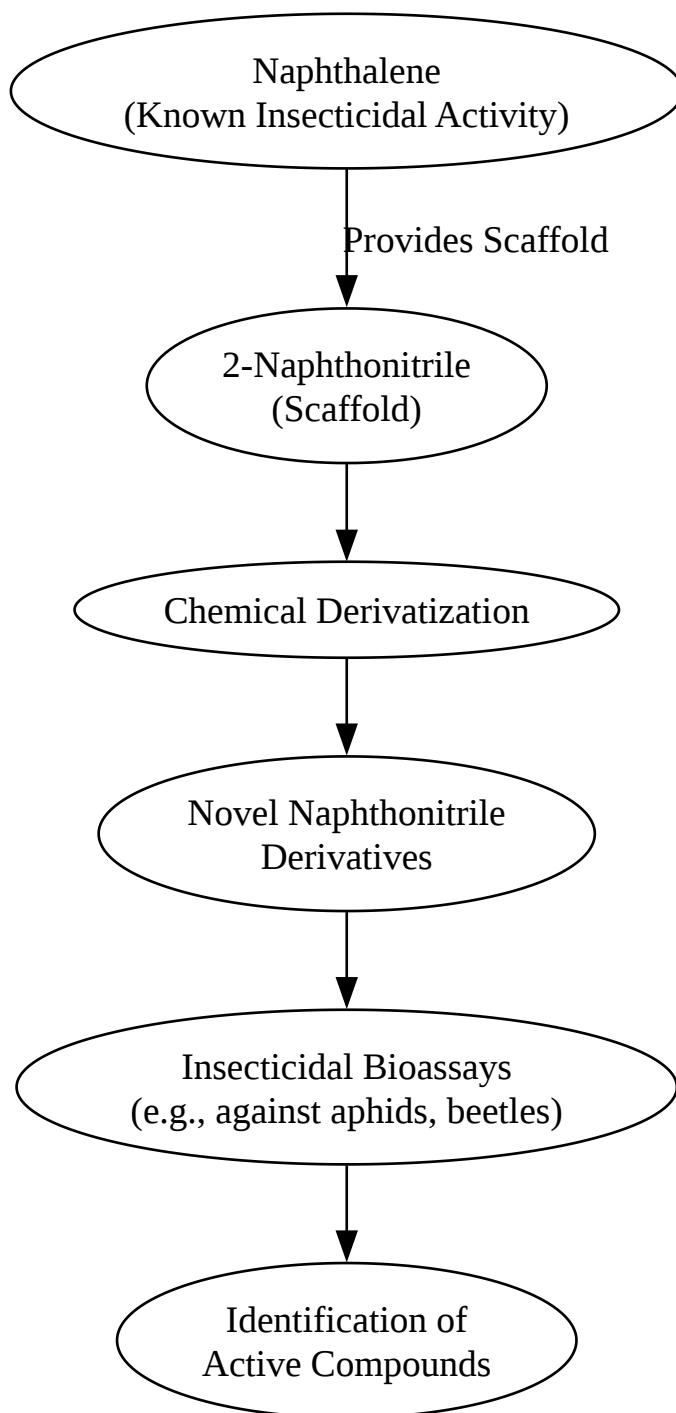 Naphthalene
(Known Insecticidal Activity)
Provides Scaffold
2-Naphthonitrile
(Scaffold)
Chemical Derivatization
Novel Naphthonitrile
Derivatives
Insecticidal Bioassays
(e.g., against aphids, beetles)
Identification of
Active Compounds